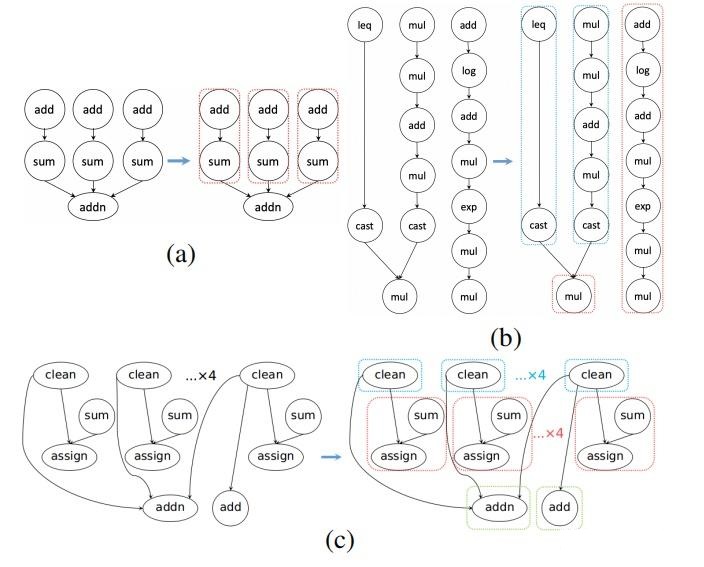 add add add add add add
sum sum sum sum sum sum
addn addn
(a)
leq mul add leq mul add
mul log mul log
add add add add
mul mul mul mul
exp exp
cast cast cast cast
mul mul
mul mul mul mul
(b)
clean clean ...×4 clean clean clean ...×4 clean
sum sum sum sum sum sum
...×4
assign assign assign assign assign assign
addn add addn add
(c)